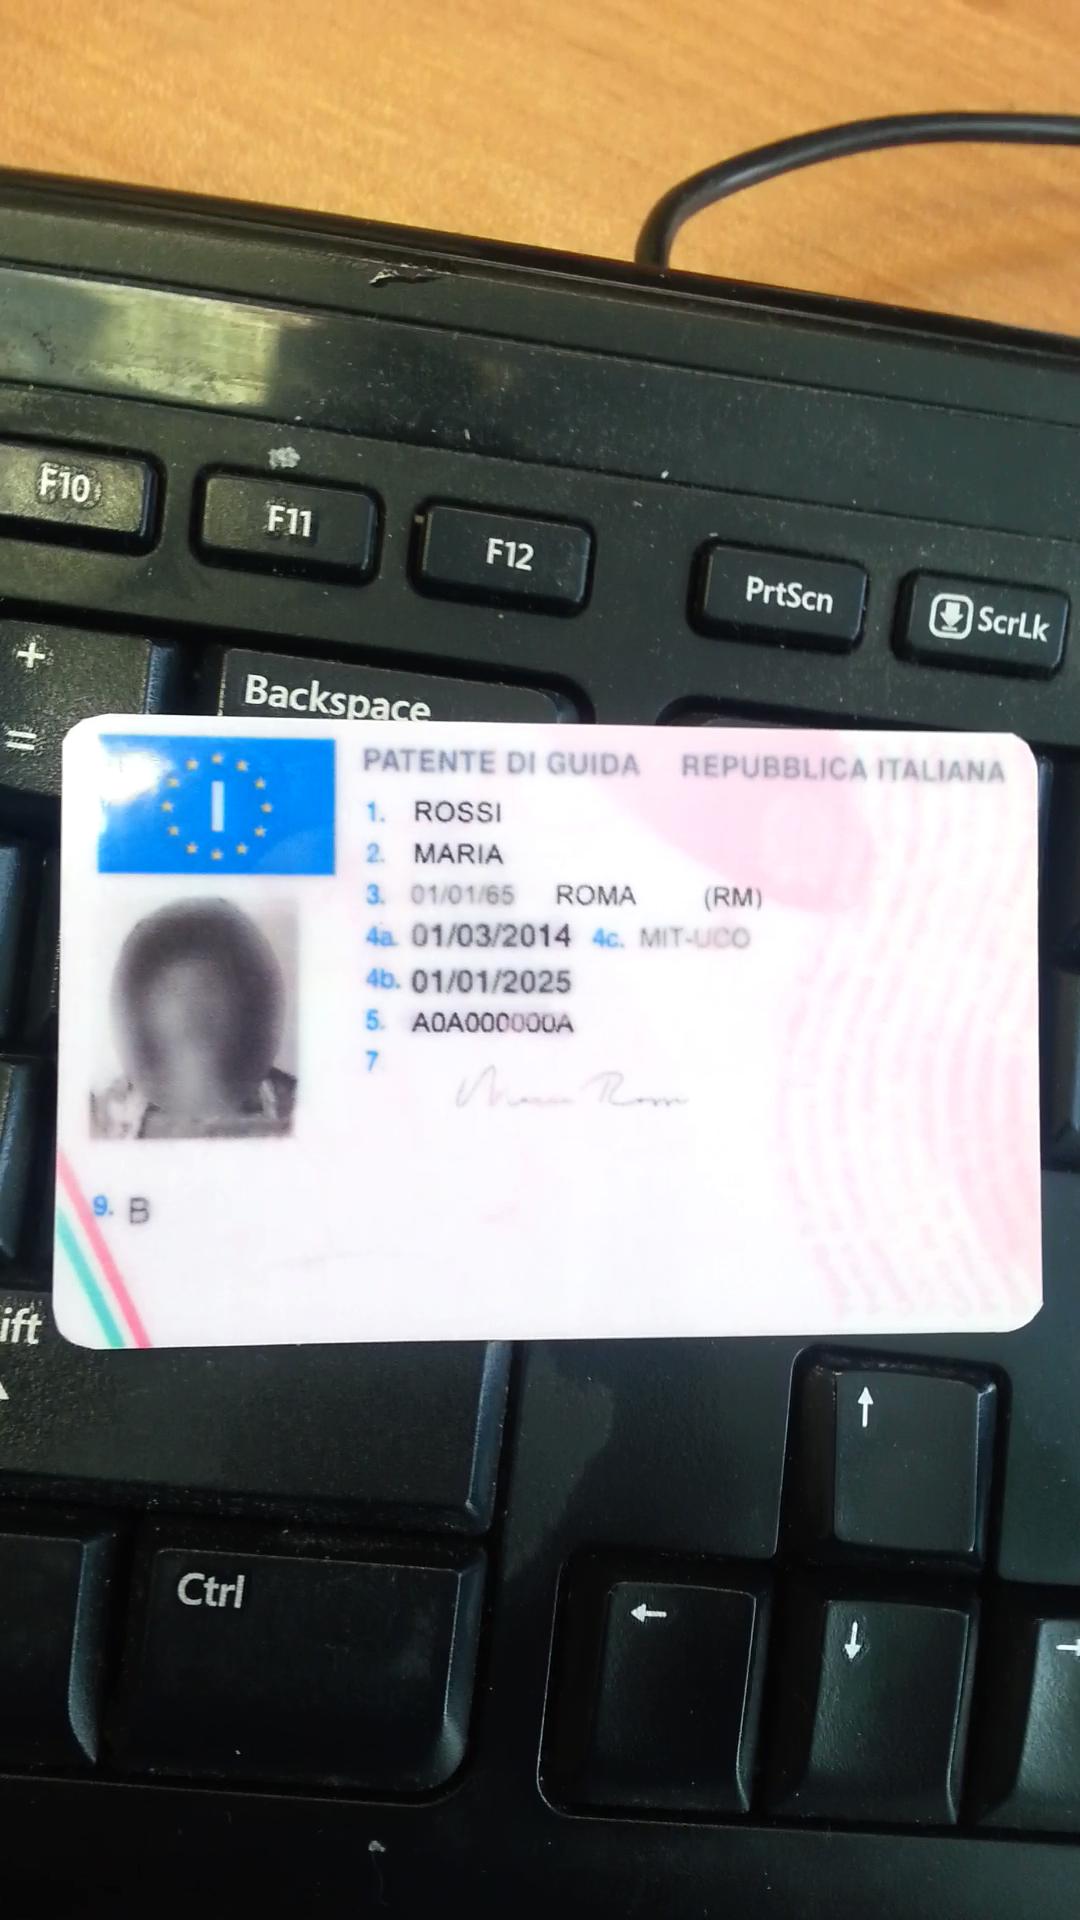 F10
F11
F12
PrtScn
ScrLk
+
=
Backspace
I
PATENTE DI GUIDA REPUBBLICA ITALIANA
1. ROSSI
2. MARIA
3. 01/01/65 ROMA (RM)
4a. 01/03/2014 4c. MIT-UCO
4b. 01/01/2025
5. A0A000000A
7
Maria Rossi
9. B
ift
Ctrl